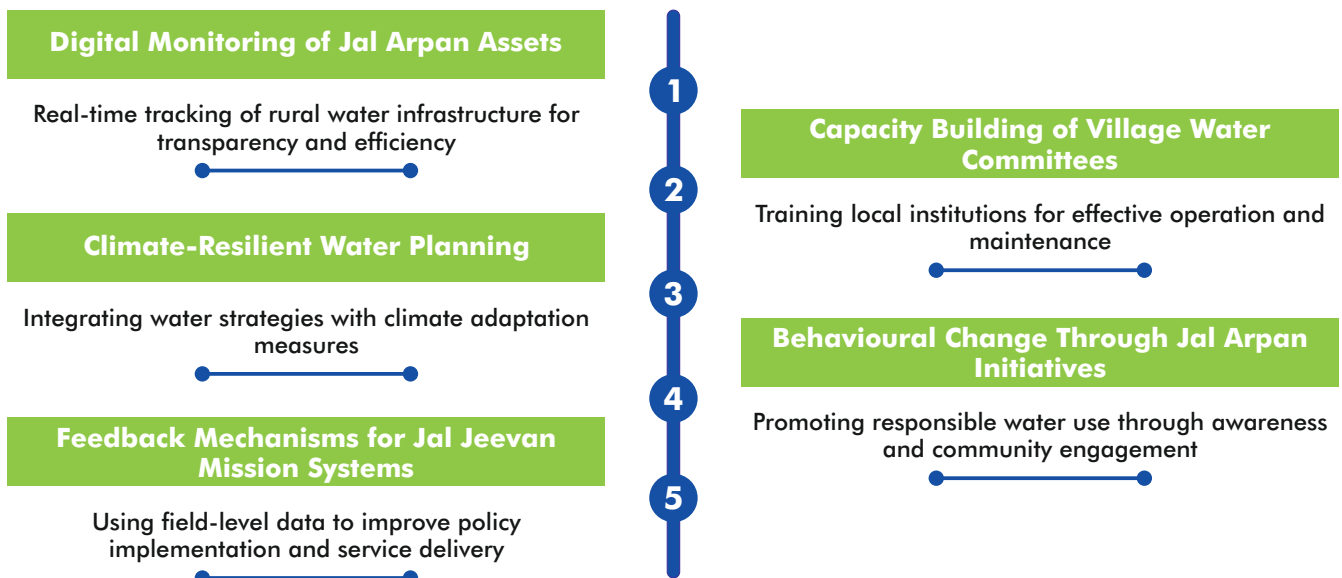 Digital Monitoring of Jal Arpan Assets
Real-time tracking of rural water infrastructure for
transparency and efficiency
1
Capacity Building of Village Water
Committees
Training local institutions for effective operation and
maintenance
2
Climate-Resilient Water Planning
Integrating water strategies with climate adaptation
measures
3
Behavioural Change Through Jal Arpan
Initiatives
Promoting responsible water use through awareness
and community engagement
4
Feedback Mechanisms for Jal Jeevan
Mission Systems
Using field-level data to improve policy
implementation and service delivery
5